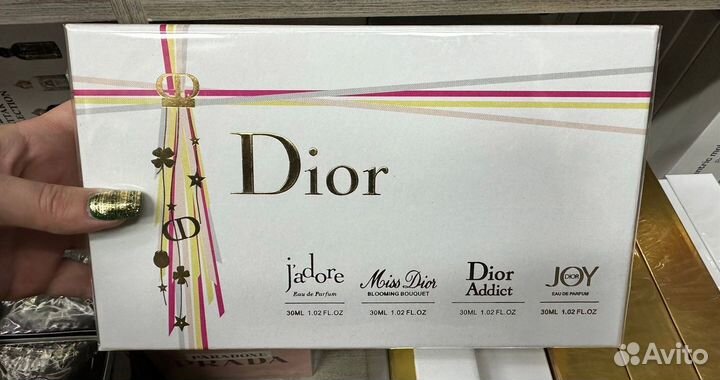 Dior
j'adore
Eau de Parfum
30ML 1.02 FL.OZ
Miss Dior
BLOOMING BOUQUET
30ML 1.02 FL.OZ
Dior
Addict
30ML 1.02 FL.OZ
DIOR
JOY
EAU DE PARFUM
30ML 1.02 FL.OZ
PARADOXE
PRADA
Avito